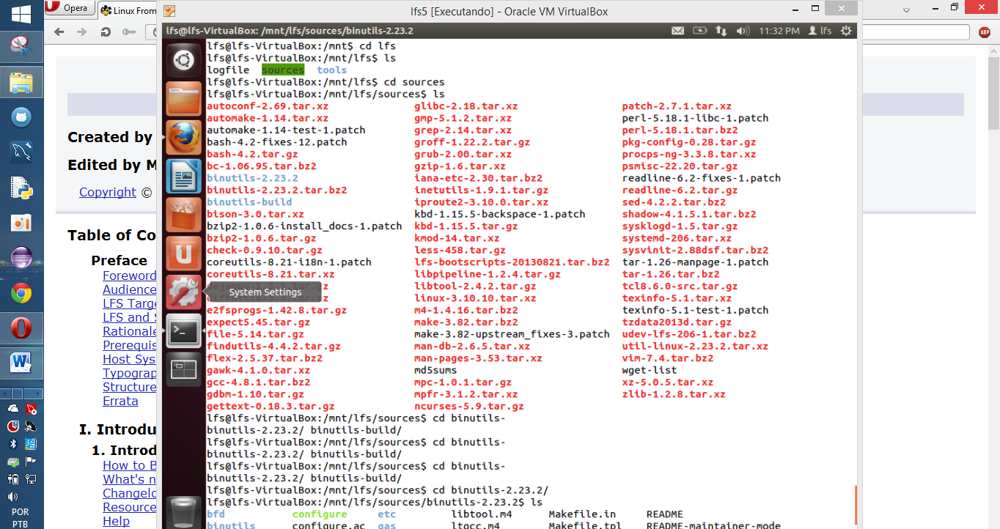 Opera
Linux From
lfs5 [Executando] - Oracle VM VirtualBox
ABP
lfs@lfs-VirtualBox: /mnt/lfs/sources/binutils-2.23.2
11:32 PM lfs
Created by
Edited by M
Copyright ©
Table of Co
Preface
Foreword
Audience
LFS Targe
LFS and S
Rationale
Prerequis
Host Sys
Typograp
Structure
Errata
I. Introdu
1. Introd
How to B
What's n
Changelo
Resource
Help
lfs@lfs-VirtualBox:/mnt$ cd lfs
lfs@lfs-VirtualBox:/mnt/lfs$ ls
logfile sources tools
lfs@lfs-VirtualBox:/mnt/lfs$ cd sources
lfs@lfs-VirtualBox:/mnt/lfs/sources$ ls
autoconf-2.69.tar.xz glibc-2.18.tar.xz patch-2.7.1.tar.xz
automake-1.14.tar.xz gmp-5.1.2.tar.xz perl-5.18.1-libc-1.patch
automake-1.14-test-1.patch grep-2.14.tar.xz perl-5.18.1.tar.bz2
bash-4.2-fixes-12.patch groff-1.22.2.tar.gz pkg-config-0.28.tar.gz
bash-4.2.tar.gz grub-2.00.tar.xz procps-ng-3.3.8.tar.xz
bc-1.06.95.tar.bz2 gzip-1.6.tar.xz psmisc-22.20.tar.gz
binutils-2.23.2 iana-etc-2.30.tar.bz2 readline-6.2-fixes-1.patch
binutils-2.23.2.tar.bz2 inetutils-1.9.1.tar.gz readline-6.2.tar.gz
binutils-build iproute2-3.10.0.tar.xz sed-4.2.2.tar.bz2
bison-3.0.tar.xz kbd-1.15.5-backspace-1.patch shadow-4.1.5.1.tar.bz2
bzip2-1.0.6-install_docs-1.patch kbd-1.15.5.tar.gz sysklogd-1.5.tar.gz
bzip2-1.0.6.tar.gz kmod-14.tar.xz systemd-206.tar.xz
check-0.9.10.tar.gz less-458.tar.gz sysvinit-2.88dsf.tar.bz2
coreutils-8.21-i18n-1.patch lfs-bootscripts-20130821.tar.bz2 tar-1.26-manpage-1.patch
coreutils-8.21.tar.xz libpipeline-1.2.4.tar.gz tar-1.26.tar.bz2
libtool-2.4.2.tar.gz tcl8.6.0-src.tar.gz
System Settings
linux-3.10.10.tar.xz texinfo-5.1.tar.xz
e2fsprogs-1.42.8.tar.gz m4-1.4.16.tar.bz2 texinfo-5.1-test-1.patch
expect5.45.tar.gz make-3.82.tar.bz2 tzdata2013d.tar.gz
file-5.14.tar.gz make-3.82-upstream_fixes-3.patch udev-lfs-206-1.tar.bz2
findutils-4.4.2.tar.gz man-db-2.6.5.tar.xz util-linux-2.23.2.tar.xz
flex-2.5.37.tar.bz2 man-pages-3.53.tar.xz vim-7.4.tar.bz2
gawk-4.1.0.tar.xz md5sums wget-list
gcc-4.8.1.tar.bz2 mpc-1.0.1.tar.gz xz-5.0.5.tar.xz
gdbm-1.10.tar.gz mpfr-3.1.2.tar.xz zlib-1.2.8.tar.xz
gettext-0.18.3.tar.gz ncurses-5.9.tar.gz
lfs@lfs-VirtualBox:/mnt/lfs/sources$ cd binutils-
binutils-2.23.2/ binutils-build/
lfs@lfs-VirtualBox:/mnt/lfs/sources$ cd binutils-
binutils-2.23.2/ binutils-build/
lfs@lfs-VirtualBox:/mnt/lfs/sources$ cd binutils-
binutils-2.23.2/ binutils-build/
lfs@lfs-VirtualBox:/mnt/lfs/sources$ cd binutils-2.23.2/
lfs@lfs-VirtualBox:/mnt/lfs/sources/binutils-2.23.2$ ls
bfd configure etc libtool.m4 Makefile.in README
binutils configure.ac gas ltgcc.m4 Makefile.tpl README-maintainer-mode
POR
PTB